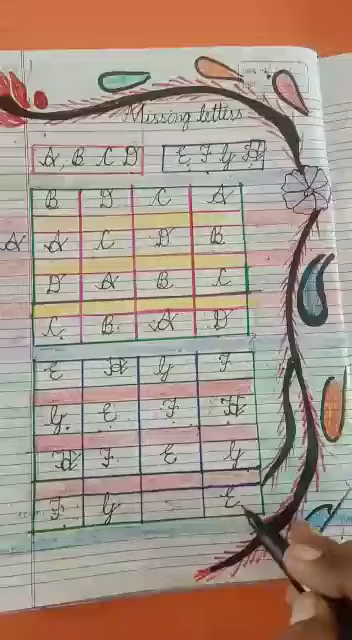 Missing letters
A, B C D E F G H
B D C A
A A C D B
D A B C
C B. A D
E H G F
G. E F H
H F E G
F G E